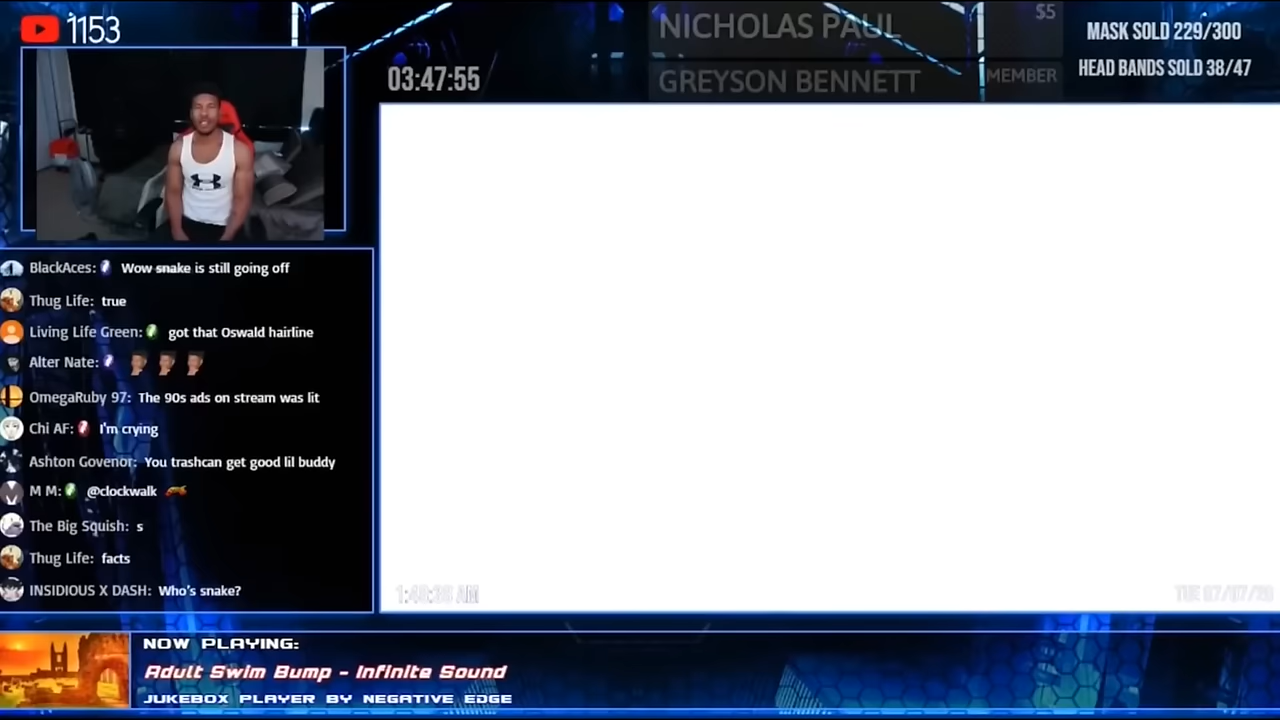 1153
NICHOLAS PAUL $5
03:47:55
GREYSON BENNETT MEMBER
MASK SOLD 229/300
HEAD BANDS SOLD 38/47
BlackAces: Wow snake is still going off
Thug Life: true
Living Life Green: got that Oswald hairline
Alter Nate:
OmegaRuby 97: The 90s ads on stream was lit
Chi AF: I'm crying
Ashton Govenor: You trashcan get good lil buddy
M M: @clockwalk
The Big Squish: s
Thug Life: facts
INSIDIOUS X DASH: Who's snake?
TUE 07/07/20
NOW PLAYING:
Adult Swim Bump - Infinite Sound
JUKEBOX PLAYER BY NEGATIVE EDGE